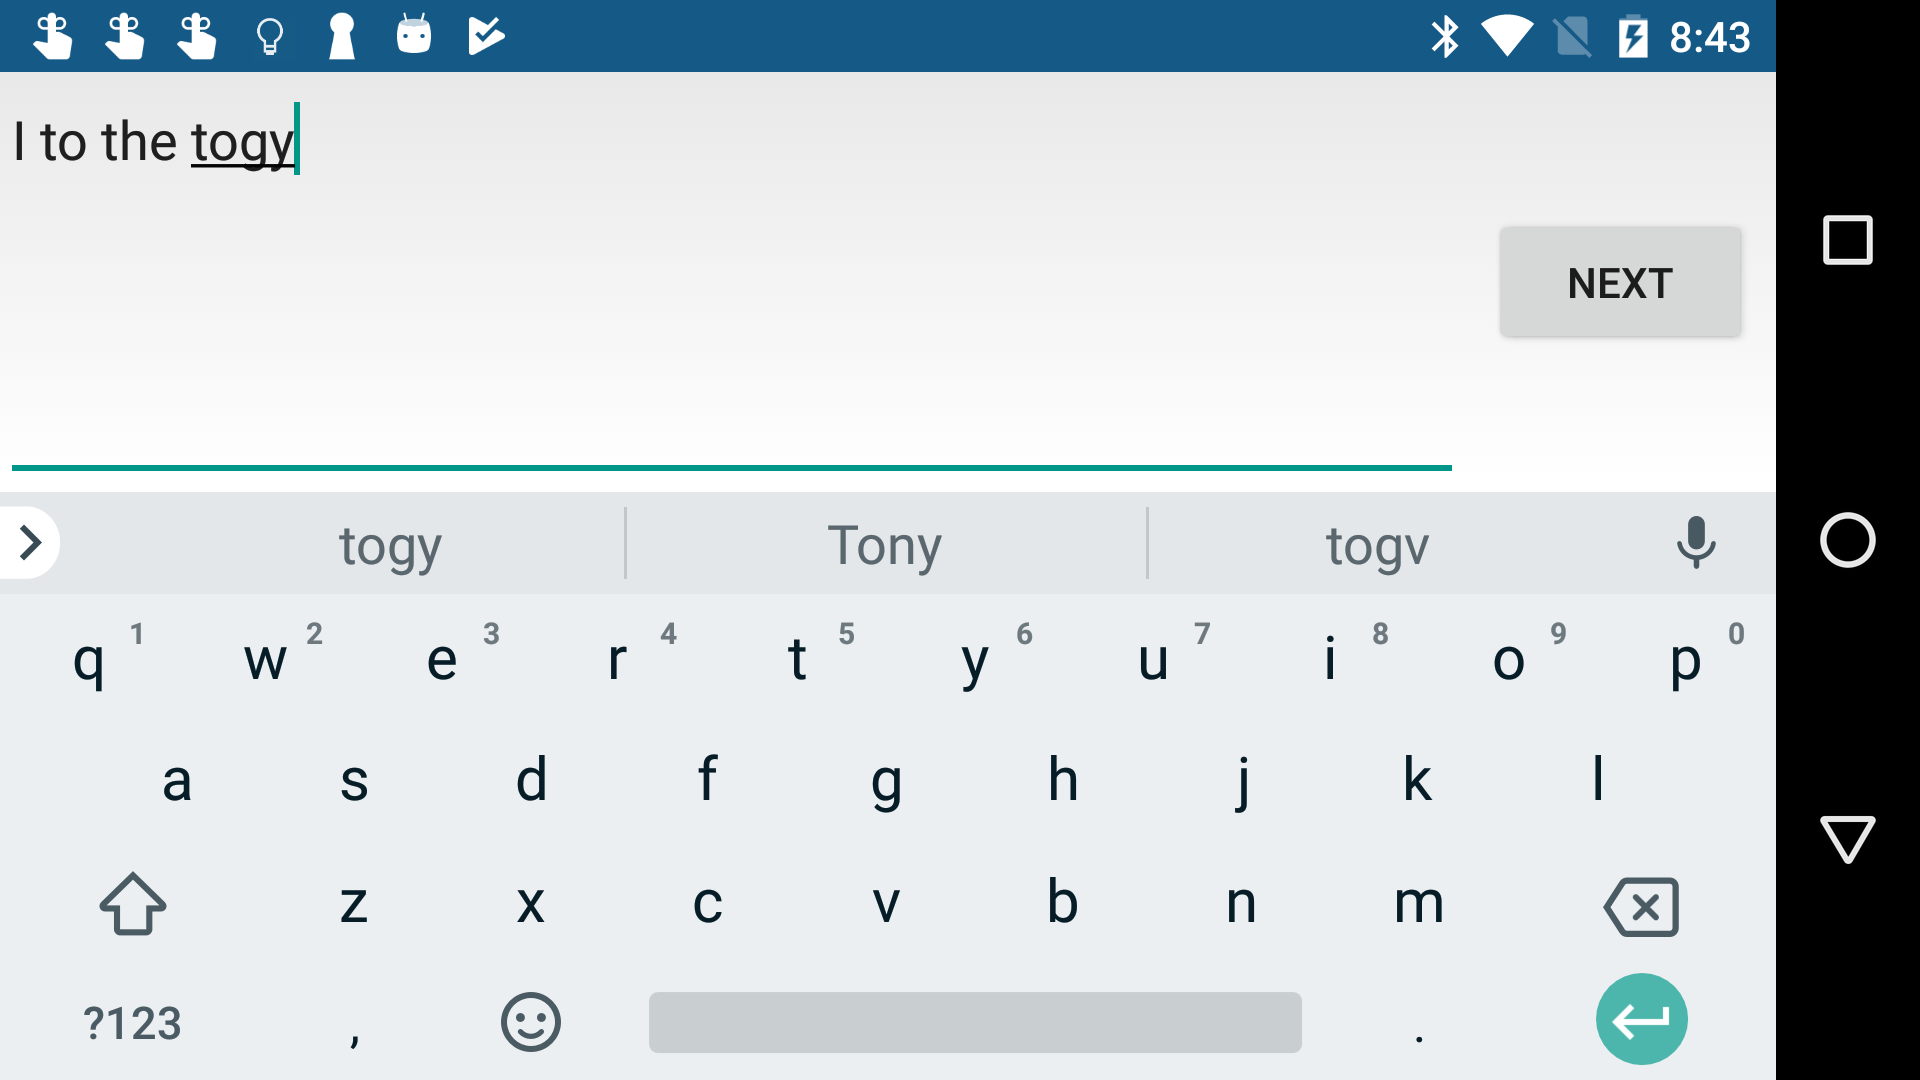 8:43
I to the togy
NEXT
togy Tony togv
q 1 w 2 e 3 r 4 t 5 y 6 u 7 i 8 o 9 p 0
a s d f g h j k l
z x c v b n m
?123 , .